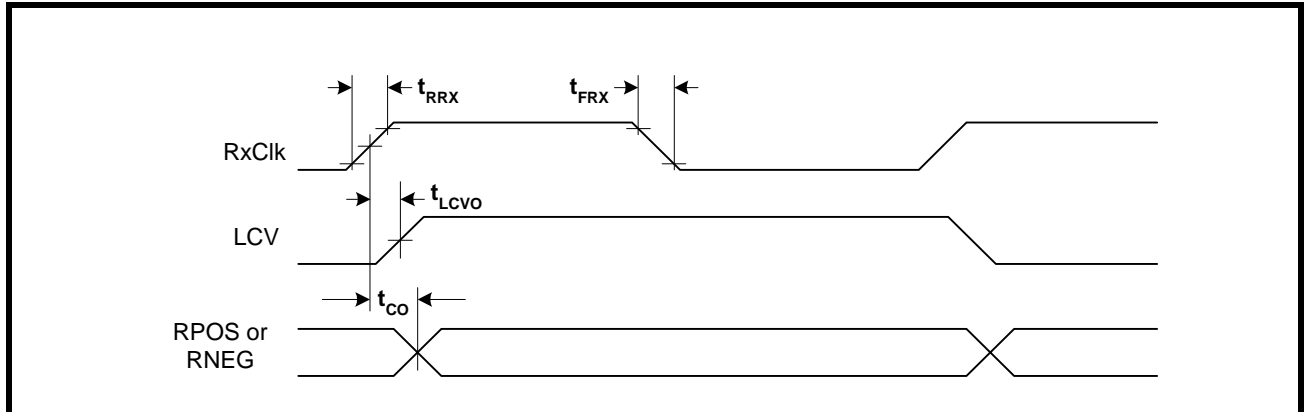 tRRX
tFRX
RxClk
tLCVO
LCV
tCO
RPOS or
RNEG